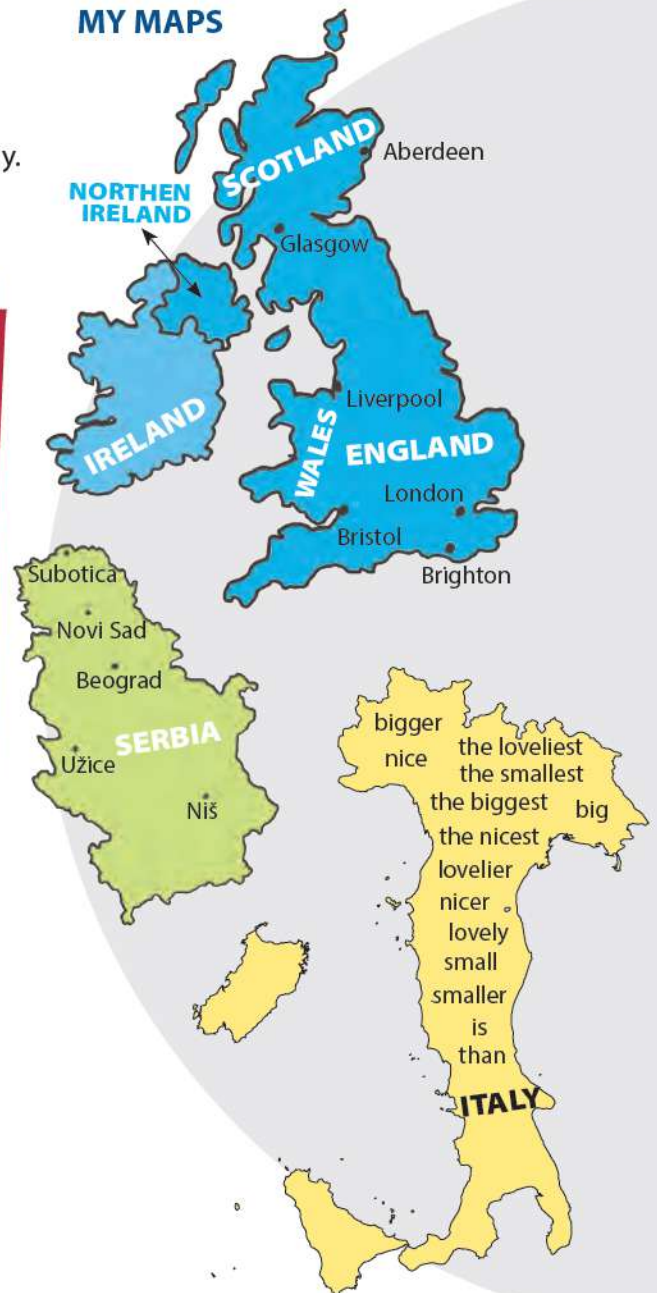 MY MAPS
y.
SCOTLAND
Aberdeen
NORTHEN
IRELAND
Glasgow
IRELAND
Liverpool
WALES
ENGLAND
London
Bristol
Brighton
Subotica
Novi Sad
Beograd
SERBIA
Užice
Niš
bigger
nice
the loveliest
the smallest
the biggest
big
the nicest
lovelier
nicer
lovely
small
smaller
is
than
ITALY